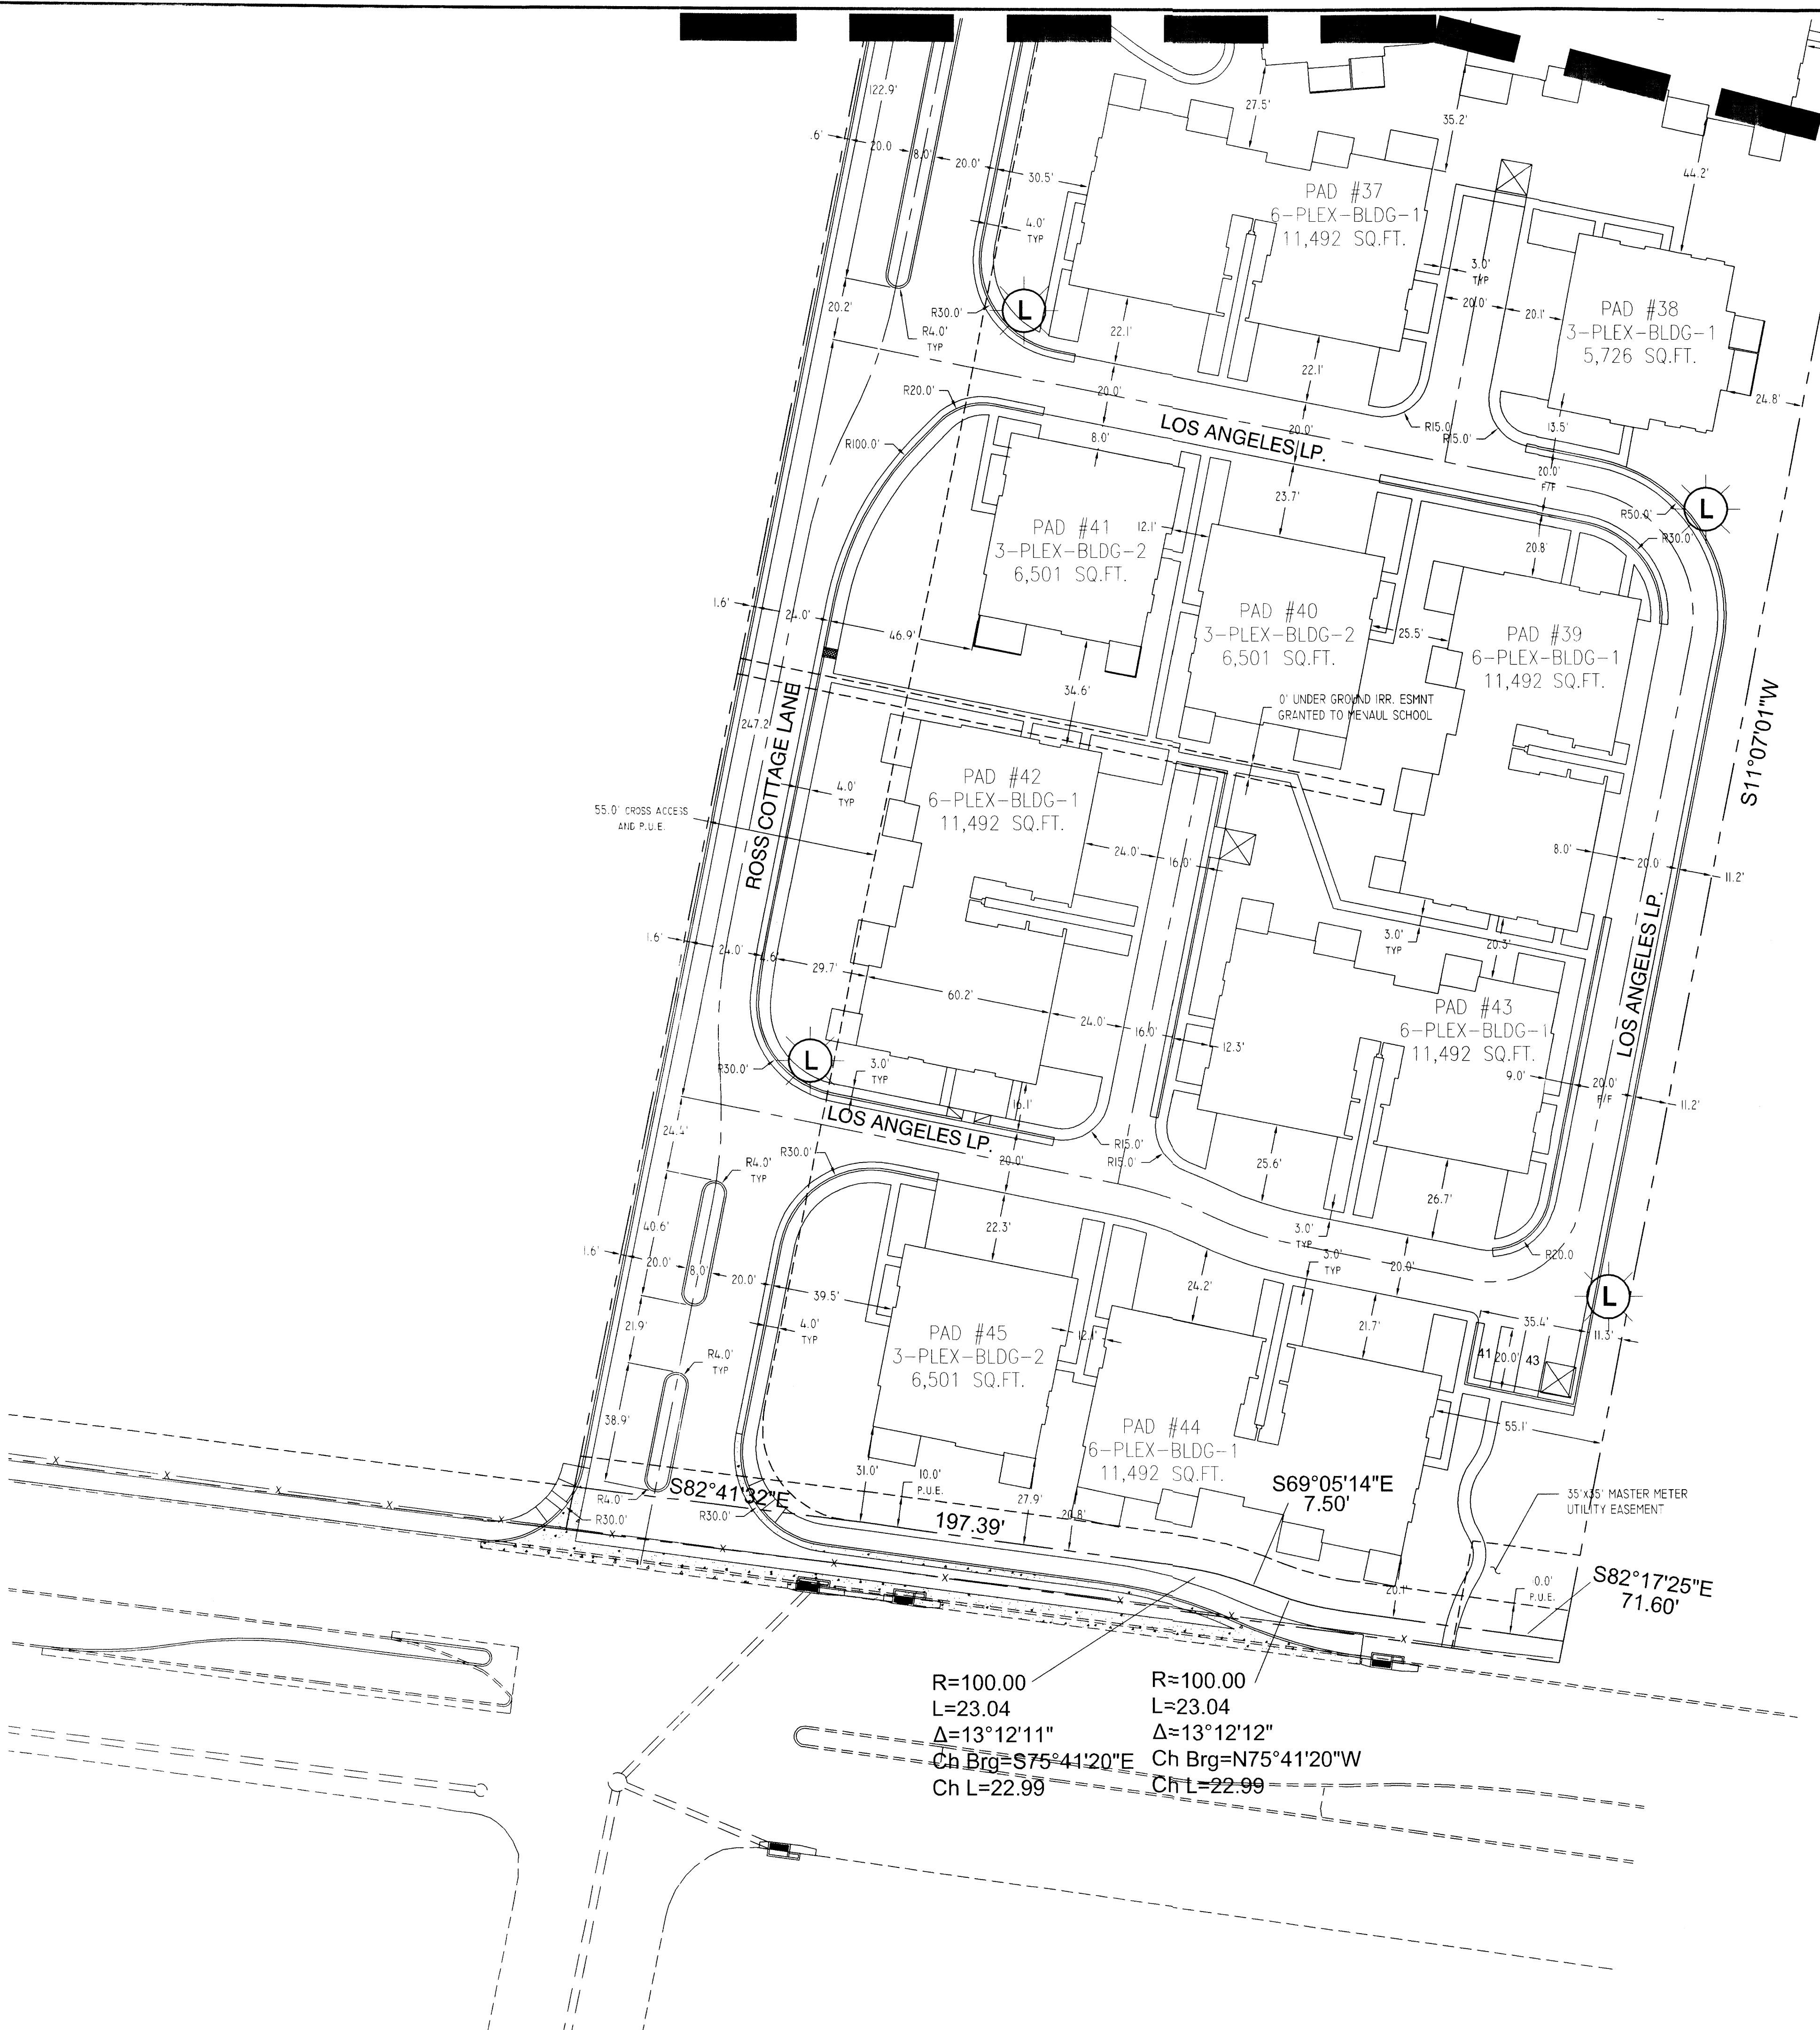 122.9'
.6'
20.0
8.0'
20.0'
30.5'
4.0'
TYP
27.5'
35.2'
44.2'
PAD #37
6-PLEX-BLDG-1
11,492 SQ.FT.
3.0'
TYP
20.0'
20.1'
PAD #38
3-PLEX-BLDG-1
5,726 SQ.FT.
20.2'
R4.0'
TYP
R30.0'
L
22.1'
22.1'
24.8'
R20.0'
R100.0'
20.0'
8.0'
LOS ANGELES LP.
20.0'
R15.0'
R15.0'
13.5'
20.0'
F/F
23.7'
R50.0'
L
R30.0'
20.8'
PAD #41
3-PLEX-BLDG-2
6,501 SQ.FT.
12.1'
PAD #40
3-PLEX-BLDG-2
6,501 SQ.FT.
25.5'
PAD #39
6-PLEX-BLDG-1
11,492 SQ.FT.
1.6'
24.0'
46.9'
34.6'
0' UNDER GROUND IRR. ESMNT
GRANTED TO MENAUL SCHOOL
S11°07'01"W
247.2'
ROSS COTTAGE LANE
4.0'
TYP
PAD #42
6-PLEX-BLDG-1
11,492 SQ.FT.
55.0' CROSS ACCESS
AND P.U.E.
24.0'
16.0'
8.0'
20.0
11.2'
LOS ANGELES LP.
1.6'
24.0'
29.7'
60.2'
24.0'
16.0'
12.3'
3.0'
TYP
20.3'
PAD #43
6-PLEX-BLDG-1
11,492 SQ.FT.
9.0'
20.0'
F/F
11.2'
R30.0'
L
3.0'
TYP
16.1'
LOS ANGELES LP.
24.4'
R4.0'
TYP
R30.0'
20.0'
R15.0'
R15.0'
25.6'
26.7'
40.6'
1.6'
20.0'
8.0'
20.0'
39.5'
22.3'
3.0'
TYP
3.0'
TYP
20.0'
R20.0
24.2'
21.7'
L
35.4'
11.3'
41
20.0'
43
21.9'
4.0'
TYP
R4.0'
TYP
PAD #45
3-PLEX-BLDG-2
6,501 SQ.FT.
12.1'
38.9'
PAD #44
6-PLEX-BLDG-1
11,492 SQ.FT.
55.1'
31.0'
10.0'
P.U.E.
27.9'
20.8'
S82°41'32"E
197.39'
S69°05'14"E
7.50'
35'x35' MASTER METER
UTILITY EASEMENT
R4.0'
R30.0'
R30.0'
20.1'
0.0'
P.U.E.
S82°17'25"E
71.60'
R=100.00
L=23.04
Δ=13°12'11"
Ch Brg=S75°41'20"E
Ch L=22.99
R=100.00
L=23.04
Δ=13°12'12"
Ch Brg=N75°41'20"W
Ch L=22.99